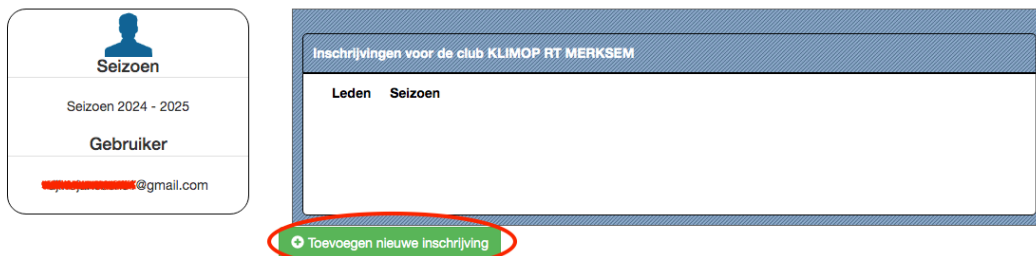 Seizoen
Seizoen 2024 - 2025
Gebruiker
@gmail.com
Inschrijvingen voor de club KLIMOP RT MERKSEM
Leden Seizoen
Toevoegen nieuwe inschrijving